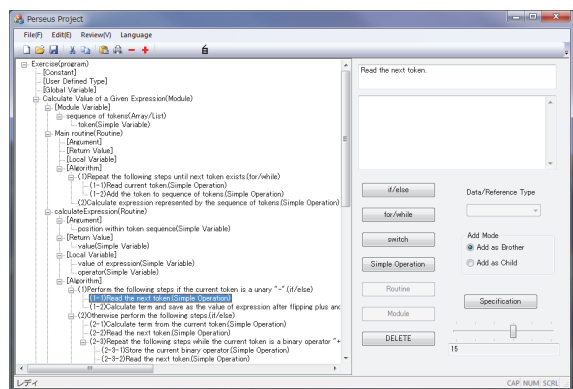 Perseus Project
File(F) Edit(E) Review(V) Language
Exercise(program)
[Constant]
[User Defined Type]
[Global Variable]
Calculate Value of a Given Expression(Module)
[Module Variable]
sequence of tokens(Array/List)
token(Simple Variable)
Main routine(Routine)
[Argument]
[Return Value]
[Local Variable]
[Algorithm]
(1)Repeat the following steps until next token exists.(for/while)
(1-1)Read current token.(Simple Operation)
(1-2)Add the token to sequence of tokens.(Simple Operation)
(2)Calculate expression represented by the sequence of tokens.(Simple Operation)
calculateExpression(Routine)
[Argument]
position within token sequence(Simple Variable)
[Return Value]
value(Simple Variable)
[Local Variable]
value of expression(Simple Variable)
operator(Simple Variable)
[Algorithm]
(1)Perform the following steps if the current token is a unary "-".(if/else)
(1-1)Read the next token.(Simple Operation)
(1-2)Calculate term and save as the value of expression after flipping plus and
(2)Otherwise perform the following steps.(if/else)
(2-1)Calculate term from the current token.(Simple Operation)
(2-2)Read the next token.(Simple Operation)
(2-3)Repeat the following steps while the current token is a binary operator "+
(2-3-1)Store the current binary operator.(Simple Operation)
(2-3-2)Read the next token.(Simple Operation)
Read the next token.
if/else
for/while
switch
Simple Operation
Routine
Module
DELETE
Data/Reference Type
Add Mode
Add as Brother
Add as Child
Specification
15
レディ
CAP NUM SCRL